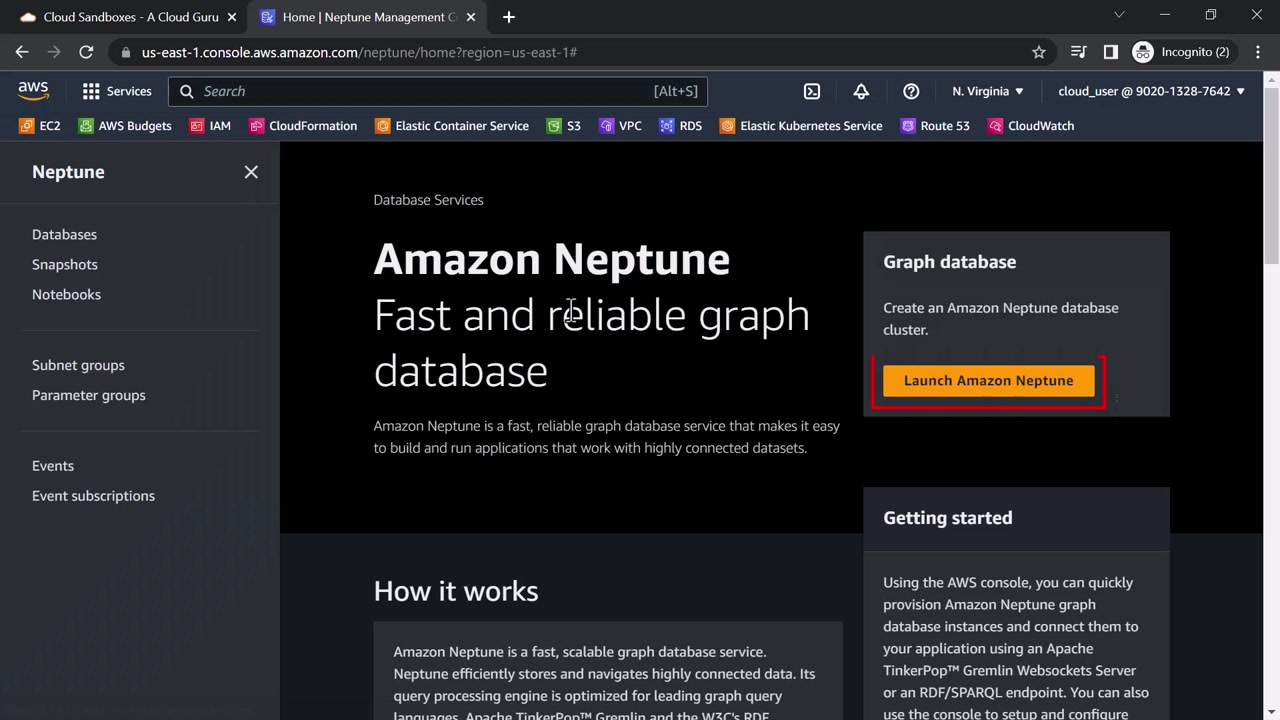 Cloud Sandboxes - A Cloud Guru
Home | Neptune Management C
us-east-1.console.aws.amazon.com/neptune/home?region=us-east-1#
Incognito (2)
aws
Services
Search
[Alt+S]
N. Virginia
cloud_user @ 9020-1328-7642
EC2
AWS Budgets
IAM
CloudFormation
Elastic Container Service
S3
VPC
RDS
Elastic Kubernetes Service
Route 53
CloudWatch
Neptune
Databases
Snapshots
Notebooks
Subnet groups
Parameter groups
Events
Event subscriptions
Database Services
Amazon Neptune
Fast and reliable graph
database
Amazon Neptune is a fast, reliable graph database service that makes it easy
to build and run applications that work with highly connected datasets.
Graph database
Create an Amazon Neptune database
cluster.
Launch Amazon Neptune
How it works
Amazon Neptune is a fast, scalable graph database service.
Neptune efficiently stores and navigates highly connected data. Its
query processing engine is optimized for leading graph query
languages, Apache TinkerPop™ Gremlin and the W3C's RDF
Getting started
Using the AWS console, you can quickly
provision Amazon Neptune graph
database instances and connect them to
your application using an Apache
TinkerPop™ Gremlin Websockets Server
or an RDF/SPARQL endpoint. You can also
use the console to setup and configure